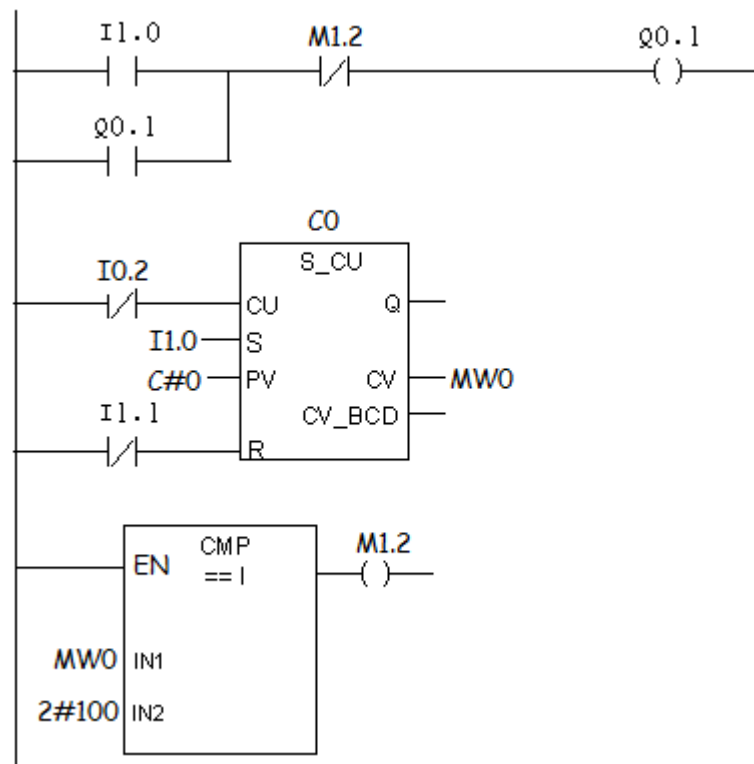 I1.0 M1.2 Q0.1
Q0.1
C0
S_CU
I0.2
CU Q
I1.0 S
C#0 PV CV MW0
CV_BCD
I1.1
R
CMP
M1.2
EN
== I
MW0 IN1
2#100 IN2